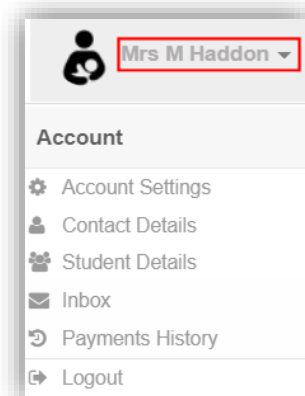 Mrs M Haddon
Account
Account Settings
Contact Details
Student Details
Inbox
Payments History
Logout